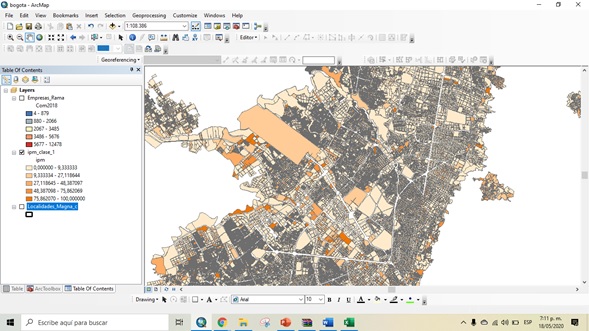 bogota - ArcMap
File Edit View Bookmarks Insert Selection Geoprocessing Customize Windows Help
1:108.386
Editor
Georeferencing
Table Of Contents
Layers
Empresas_Rama
Com2018
4 - 879
880 - 2066
2067 - 3485
3486 - 5676
5677 - 12478
ipm_clase_1
ipm
0,000000 - 9,333333
9,333334 - 27,118644
27,118645 - 48,387097
48,387098 - 75,862069
75,862070 - 100,000000
Localidades_Magna_c
Table ArcToolbox Table Of Contents
Drawing A Arial 10 B I U A
Escribe aquí para buscar
ESP
7:11 p. m.
18/05/2020